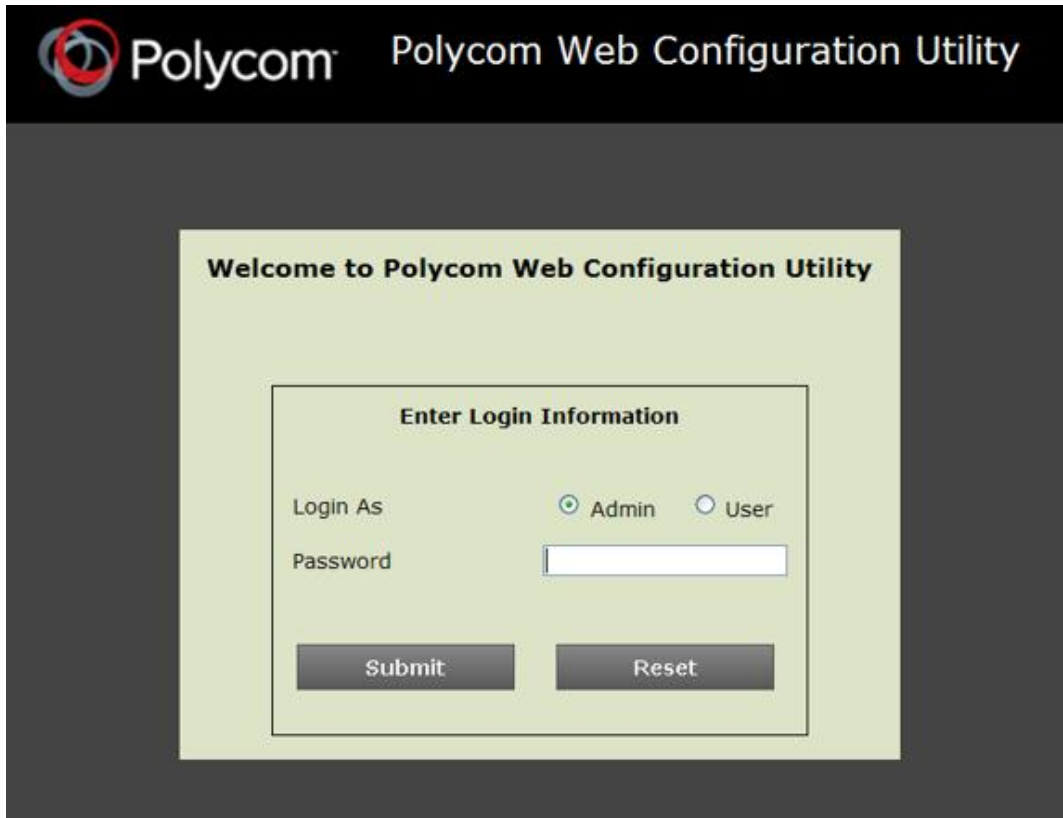 Polycom Polycom Web Configuration Utility
Welcome to Polycom Web Configuration Utility
Enter Login Information
Login As Admin User
Password
Submit Reset